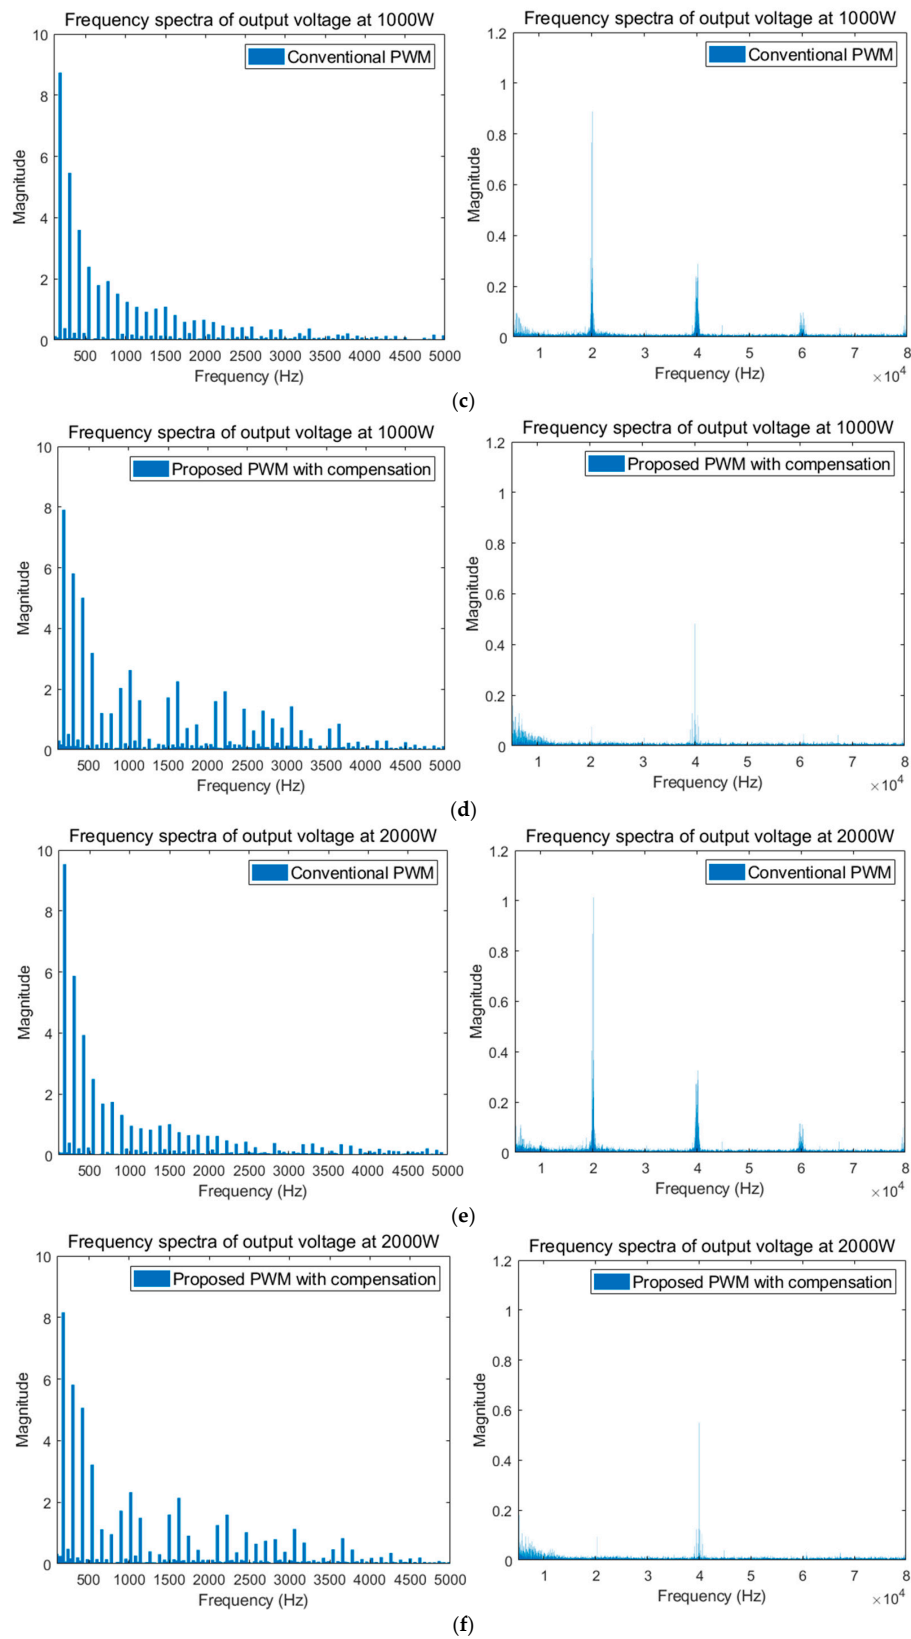 Frequency spectra of output voltage at 1000W
Conventional PWM
10
8
6
4
2
0
Magnitude
500 1000 1500 2000 2500 3000 3500 4000 4500 5000
Frequency (Hz)
Frequency spectra of output voltage at 1000W
Conventional PWM
1.2
1
0.8
0.6
0.4
0.2
0
Magnitude
1 2 3 4 5 6 7 8
Frequency (Hz)
×10⁴
(c)
Frequency spectra of output voltage at 1000W
Proposed PWM with compensation
10
8
6
4
2
0
Magnitude
500 1000 1500 2000 2500 3000 3500 4000 4500 5000
Frequency (Hz)
Frequency spectra of output voltage at 1000W
Proposed PWM with compensation
1.2
1
0.8
0.6
0.4
0.2
0
Magnitude
1 2 3 4 5 6 7 8
Frequency (Hz)
×10⁴
(d)
Frequency spectra of output voltage at 2000W
Conventional PWM
10
8
6
4
2
0
Magnitude
500 1000 1500 2000 2500 3000 3500 4000 4500 5000
Frequency (Hz)
Frequency spectra of output voltage at 2000W
Conventional PWM
1.2
1
0.8
0.6
0.4
0.2
0
Magnitude
1 2 3 4 5 6 7 8
Frequency (Hz)
×10⁴
(e)
Frequency spectra of output voltage at 2000W
Proposed PWM with compensation
10
8
6
4
2
0
Magnitude
500 1000 1500 2000 2500 3000 3500 4000 4500 5000
Frequency (Hz)
Frequency spectra of output voltage at 2000W
Proposed PWM with compensation
1.2
1
0.8
0.6
0.4
0.2
0
Magnitude
1 2 3 4 5 6 7 8
Frequency (Hz)
×10⁴
(f)